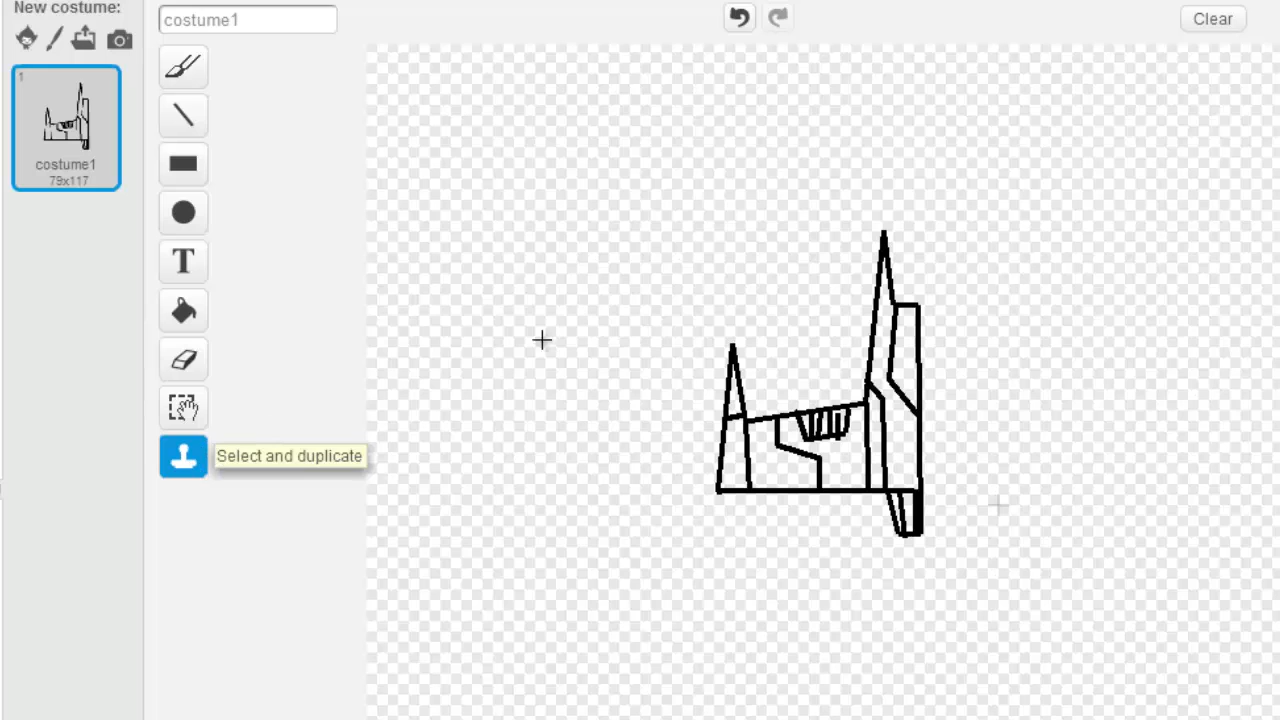 New costume:
costume1
Clear
1
costume1
79x117
T
Select and duplicate